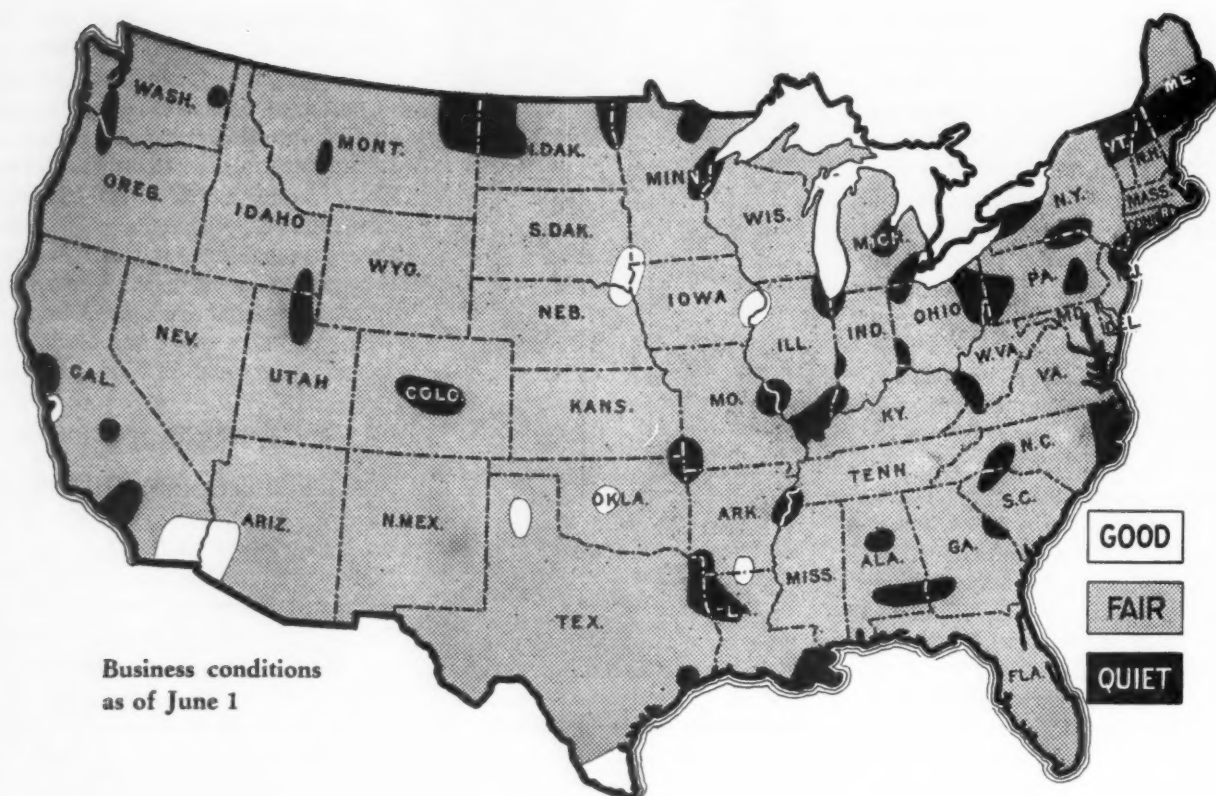 WASH.
MONT.
N.DAK.
MINN.
ME.
VT.
N.H.
OREG.
IDAHO
S.DAK.
WIS.
MICH.
N.Y.
MASS.
CONN.
WYO.
NEB.
IOWA
PA.
N.J.
NEV.
UTAH
COLO.
ILL.
IND.
OHIO
MD.
DEL.
W.VA.
VA.
CAL.
KANS.
MO.
KY.
N.C.
TENN.
ARIZ.
N.MEX.
OKLA.
ARK.
S.C.
MISS.
ALA.
GA.
TEX.
FLA.
GOOD
FAIR
QUIET
Business conditions
as of June 1